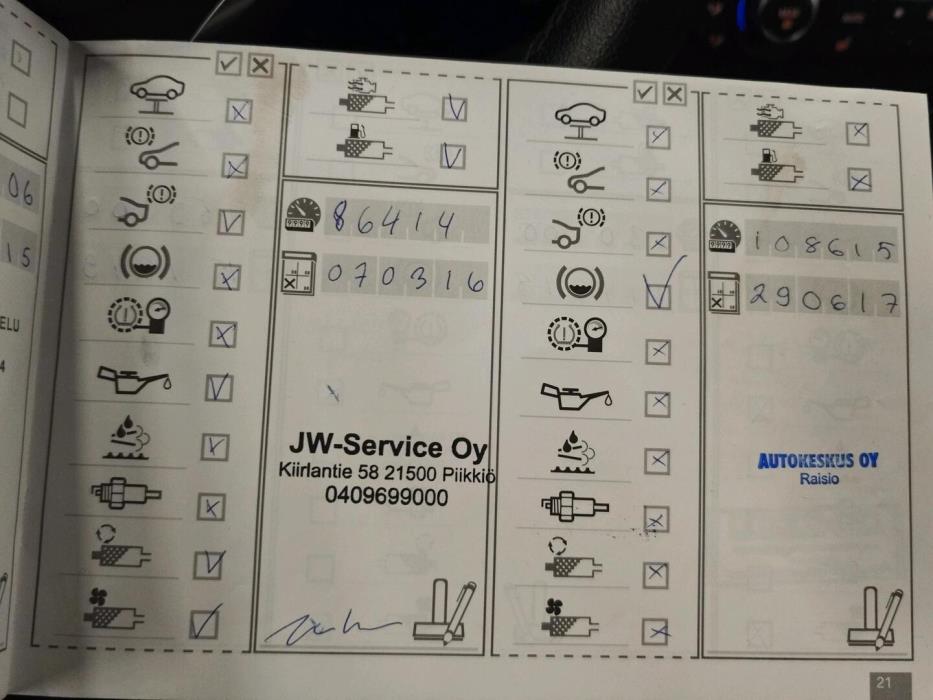 06
15
ELU
4
86414
070316
JW-Service Oy
Kiirlantie 58 21500 Piikkiö
0409699000
108615
290617
AUTOKESKUS OY
Raisio
21